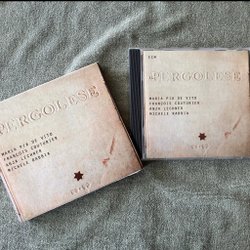 PERGOLESE
MARIA PIA DE VITO
FRANÇOIS COUTURIER
ANJA LECHNER
MICHELE RABBIA
ECM
PERGOLESE
MARIA PIA DE VITO
FRANÇOIS COUTURIER
ANJA LECHNER
MICHELE RABBIA